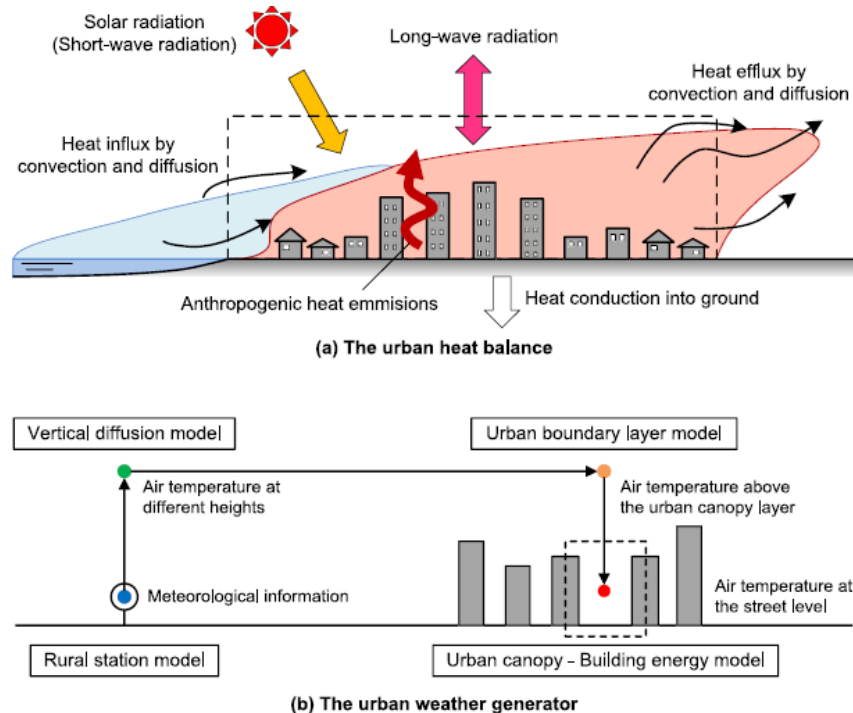 Solar radiation
(Short-wave radiation)
Long-wave radiation
Heat efflux by
convection and diffusion
Heat influx by
convection and diffusion
Anthropogenic heat emmisions
Heat conduction into ground
(a) The urban heat balance
Vertical diffusion model
Urban boundary layer model
Air temperature at
different heights
Air temperature above
the urban canopy layer
Meteorological information
Air temperature at
the street level
Rural station model
Urban canopy – Building energy model
(b) The urban weather generator